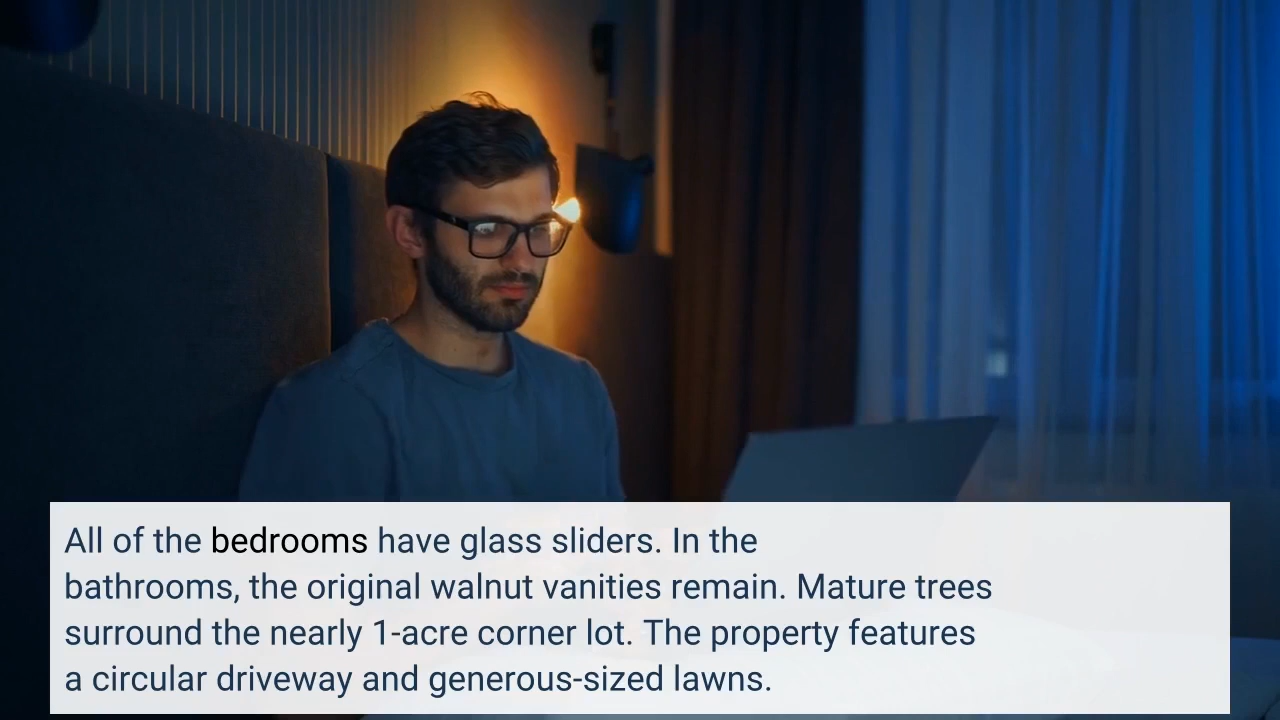 All of the bedrooms have glass sliders. In the
bathrooms, the original walnut vanities remain. Mature trees
surround the nearly 1-acre corner lot. The property features
a circular driveway and generous-sized lawns.